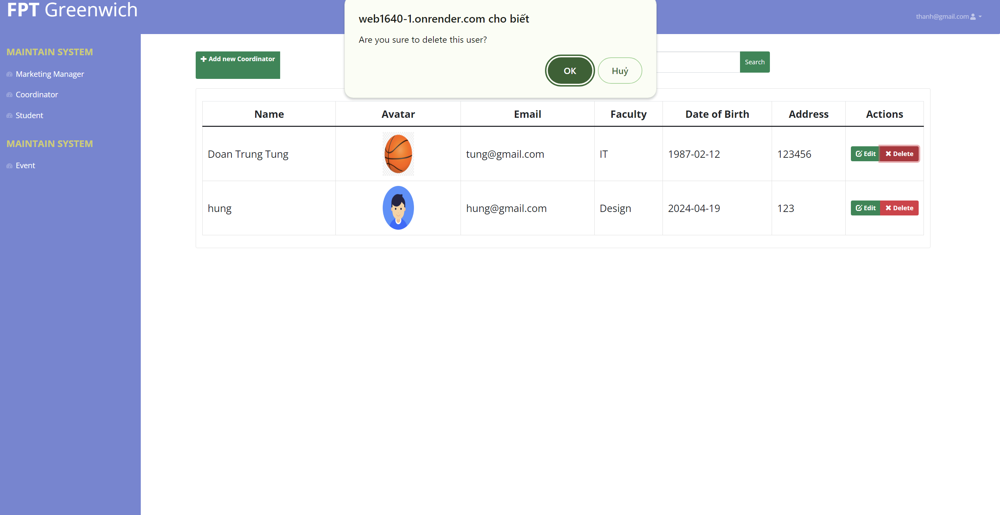 FPT Greenwich
thanh@gmail.com
web1640-1.onrender.com cho biết
Are you sure to delete this user?
OK
Huỷ
MAINTAIN SYSTEM
Marketing Manager
Coordinator
Student
MAINTAIN SYSTEM
Event
Add new Coordinator
Search
Name Avatar Email Faculty Date of Birth Address Actions
Doan Trung Tung tung@gmail.com IT 1987-02-12 123456 Edit Delete
hung hung@gmail.com Design 2024-04-19 123 Edit Delete